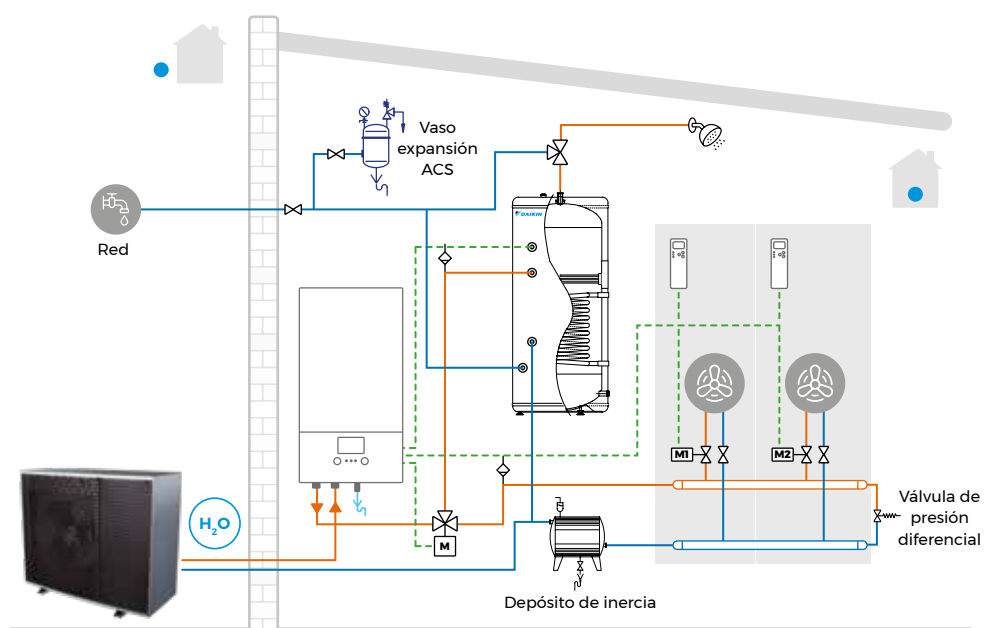 Vaso
expansión
ACS
Red
DAIKIN
H₂O
M1
M2
M
Válvula de
presión
diferencial
Depósito de inercia